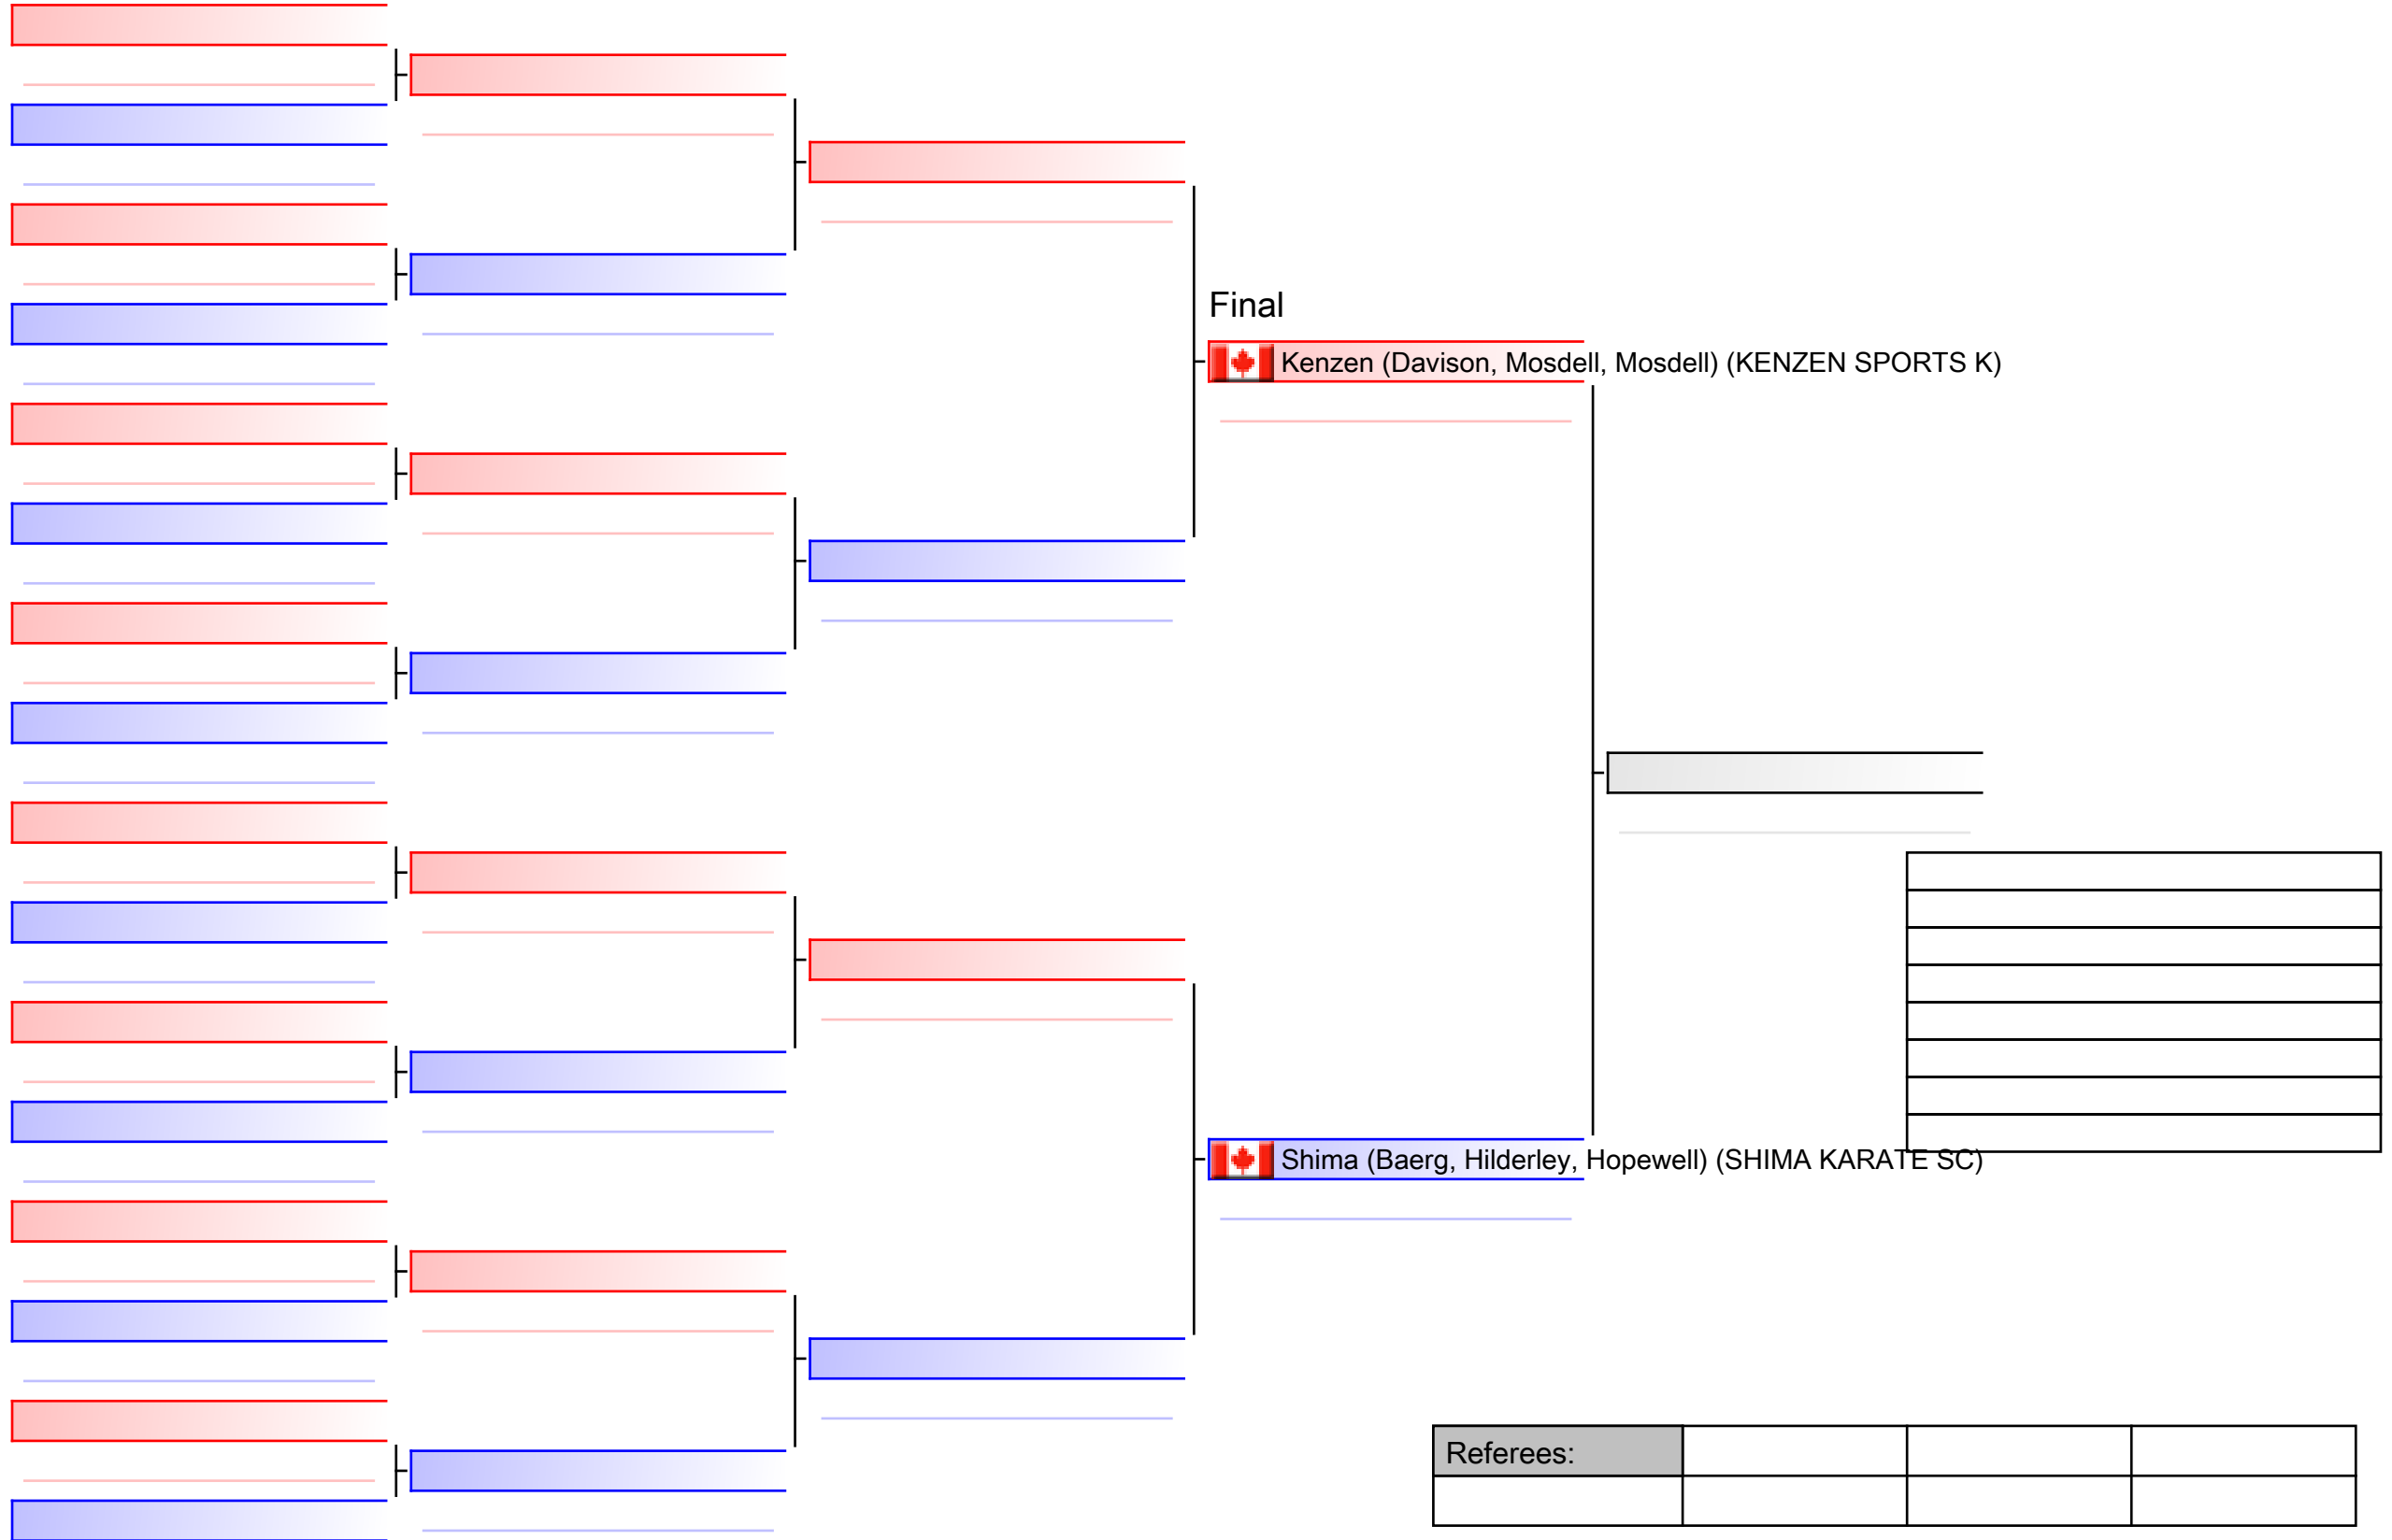 Final
Kenzen (Davison, Mosdell, Mosdell) (KENZEN SPORTS K)
Shima (Baerg, Hilderley, Hopewell) (SHIMA KARATE SC)
Referees: